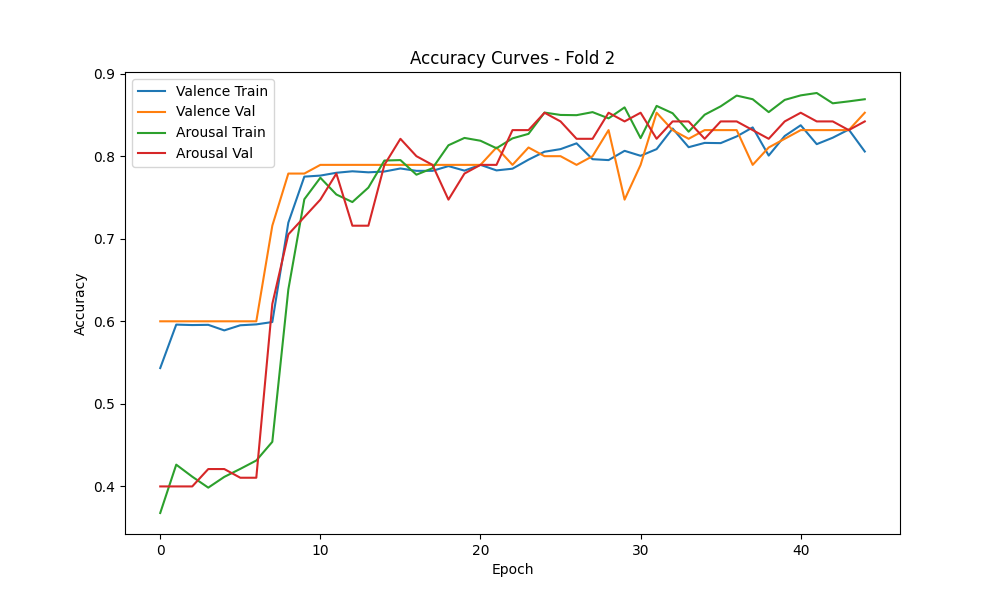 Accuracy Curves - Fold 2
Valence Train
Valence Val
Arousal Train
Arousal Val
0.9
0.8
0.7
0.6
0.5
0.4
Accuracy
0 10 20 30 40
Epoch